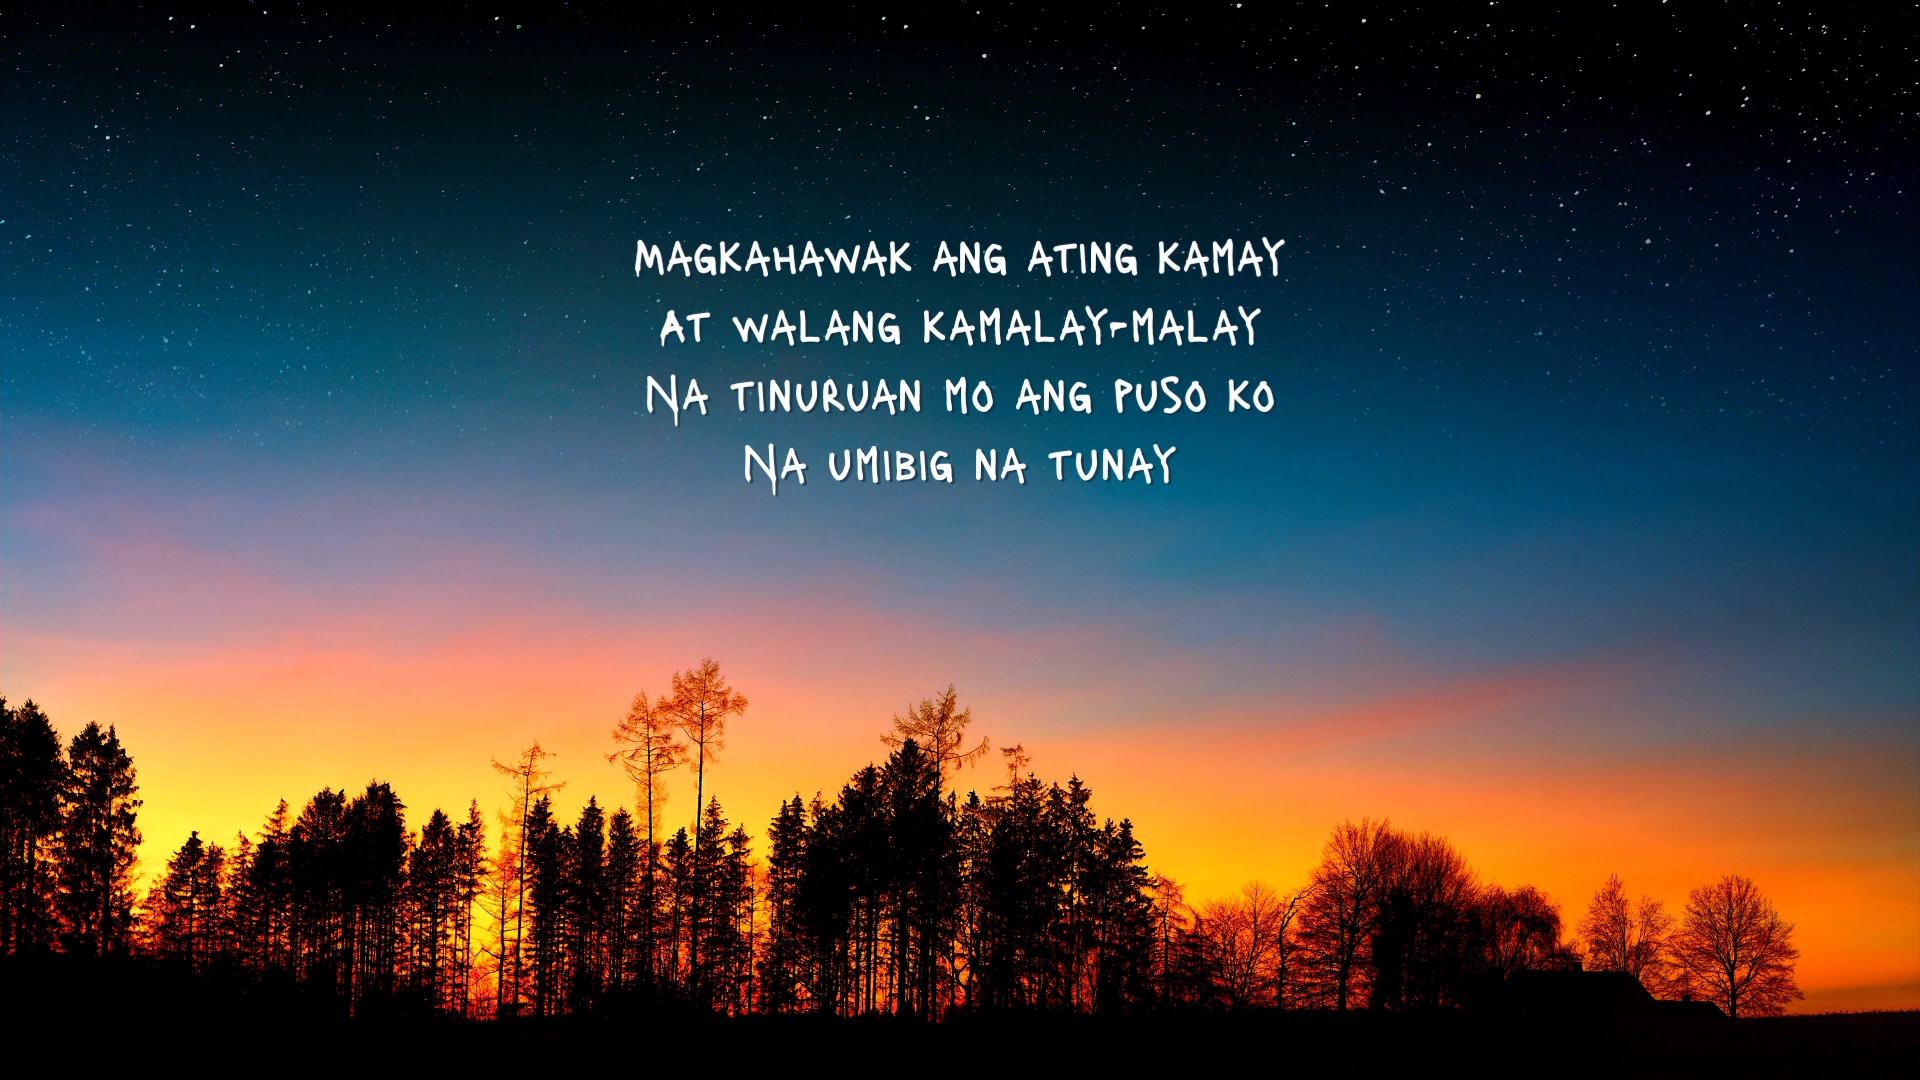 MAGKAHAWAK ANG ATING KAMAY
AT WALANG KAMALAY-MALAY
NA TINURUAN MO ANG PUSO KO
NA UMIBIG NA TUNAY